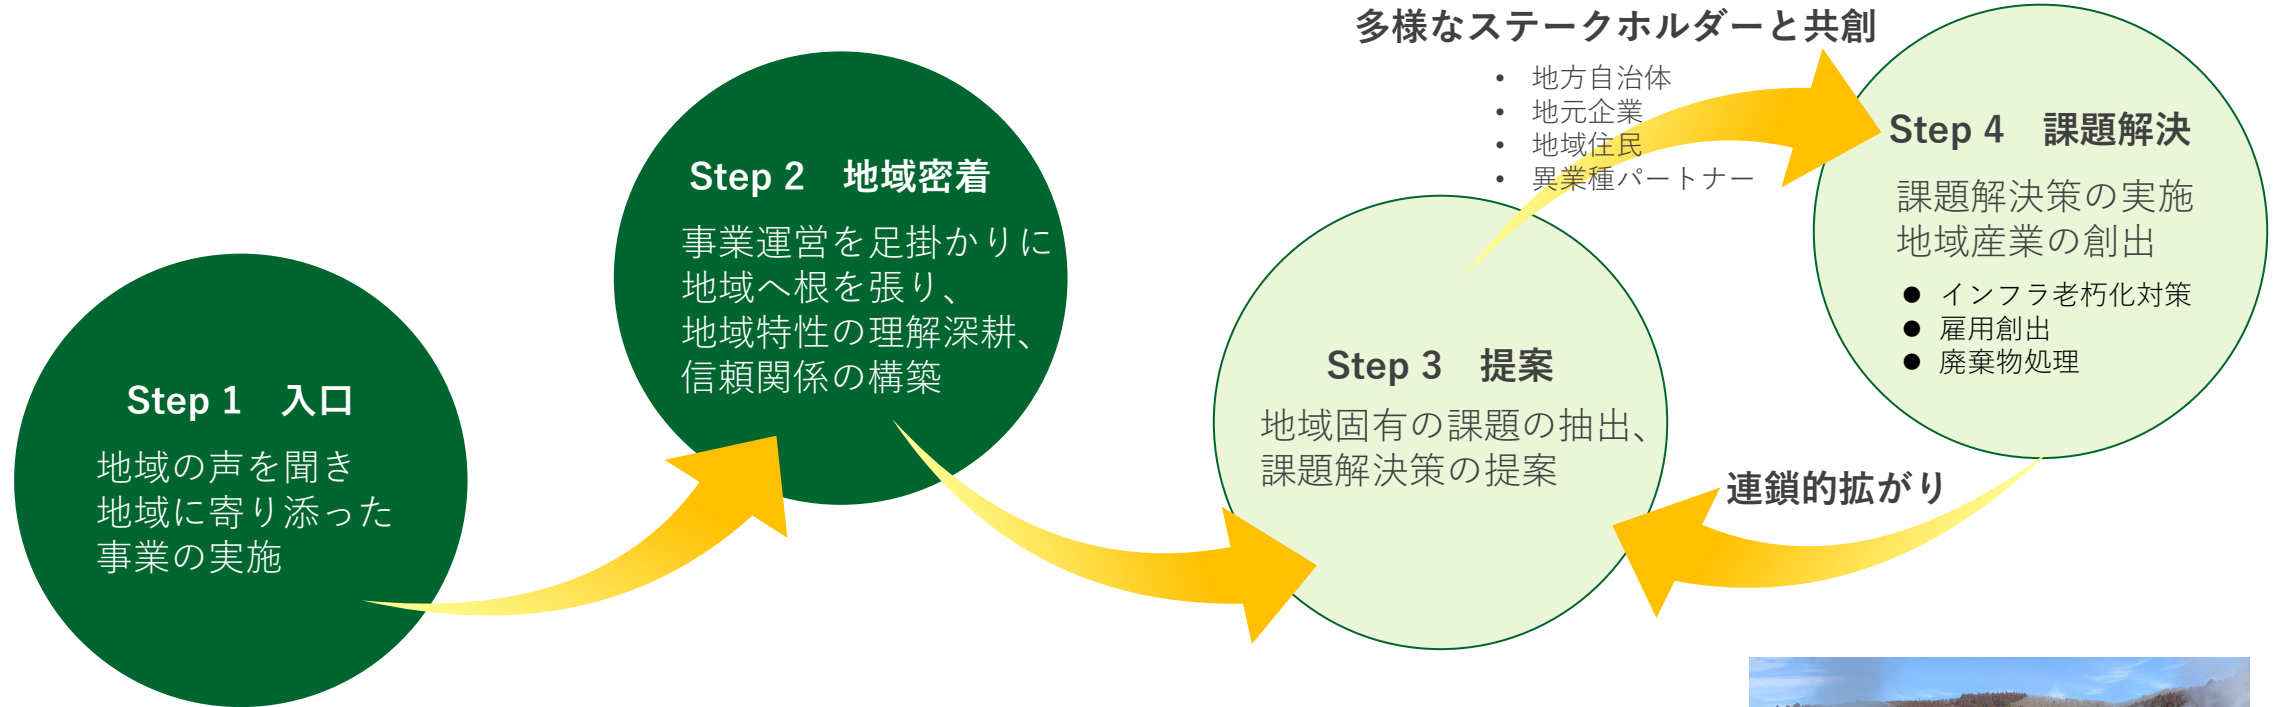 Step 1　入口
地域の声を聞き
地域に寄り添った
事業の実施
Step 2　地域密着
事業運営を足掛かりに
地域へ根を張り、
地域特性の理解深耕、
信頼関係の構築
Step 3　提案
地域固有の課題の抽出、
課題解決策の提案
多様なステークホルダーと共創
• 地方自治体
• 地元企業
• 地域住民
• 異業種パートナー
Step 4　課題解決
課題解決策の実施
地域産業の創出
● インフラ老朽化対策
● 雇用創出
● 廃棄物処理
連鎖的拡がり